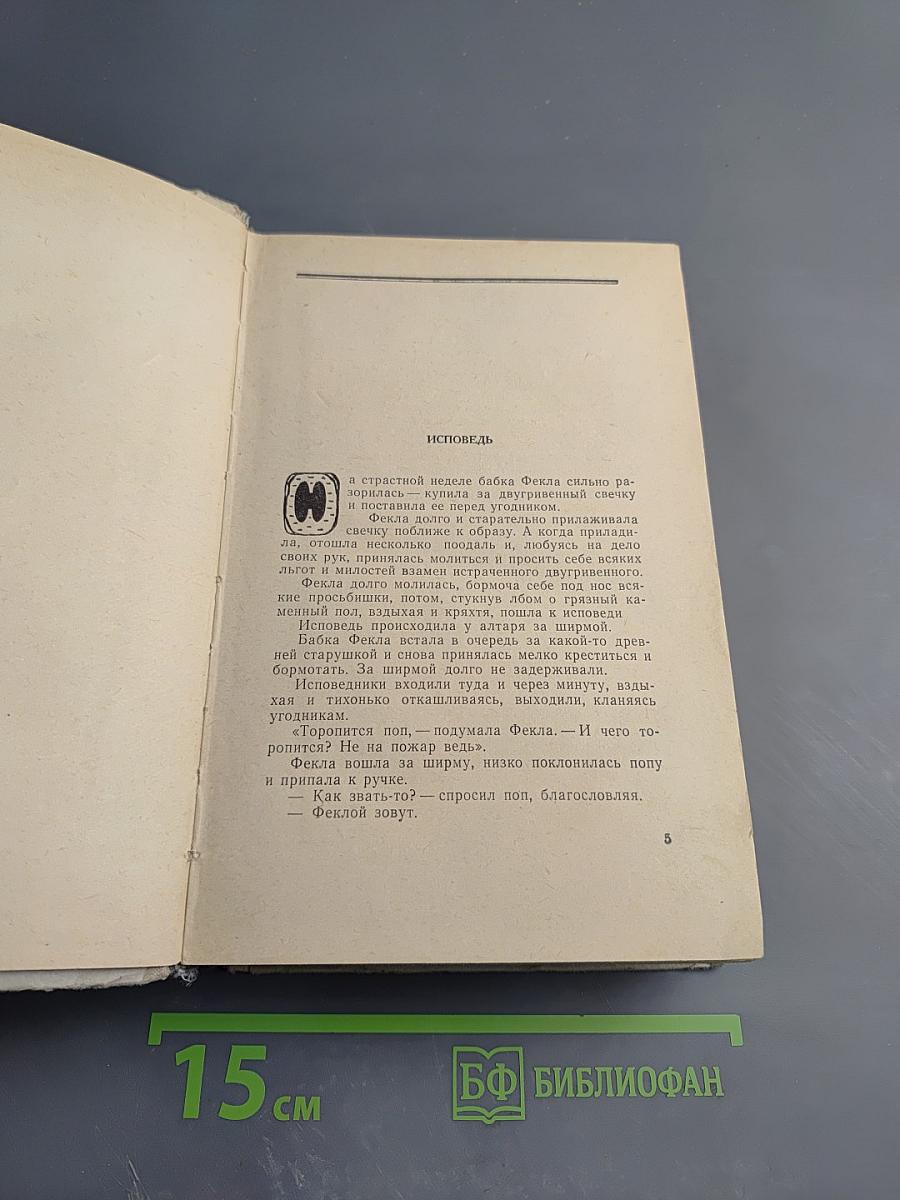 ИСПОВЕДЬ
На страстной неделе бабка Фекла сильно ра-
зорилась — купила за двугривенный свечку
и поставила ее перед угодником.
Фекла долго и старательно прилаживала
свечку поближе к образу. А когда прилади-
ла, отошла несколько поодаль и, любуясь на дело
своих рук, принялась молиться и просить себе всяких
льгот и милостей взамен истраченного двугривенного.
Фекла долго молилась, бормоча себе под нос вся-
кие просьбишки, потом, стукнув лбом о грязный ка-
менный пол, вздыхая и кряхтя, пошла к исповеди
Исповедь происходила у алтаря за ширмой.
Бабка Фекла встала в очередь за какой-то древ-
ней старушкой и снова принялась мелко креститься и
бормотать. За ширмой долго не задерживали.
Исповедники входили туда и через минуту, взды-
хая и тихонько откашливаясь, выходили, кланяясь
угодникам.
«Торопится поп, — подумала Фекла. — И чего то-
ропится? Не на пожар ведь».
Фекла вошла за ширму, низко поклонилась попу
и припала к ручке.
— Как звать-то? — спросил поп, благословляя.
— Феклой зовут.
5
15 см
БФ БИБЛИОФАН